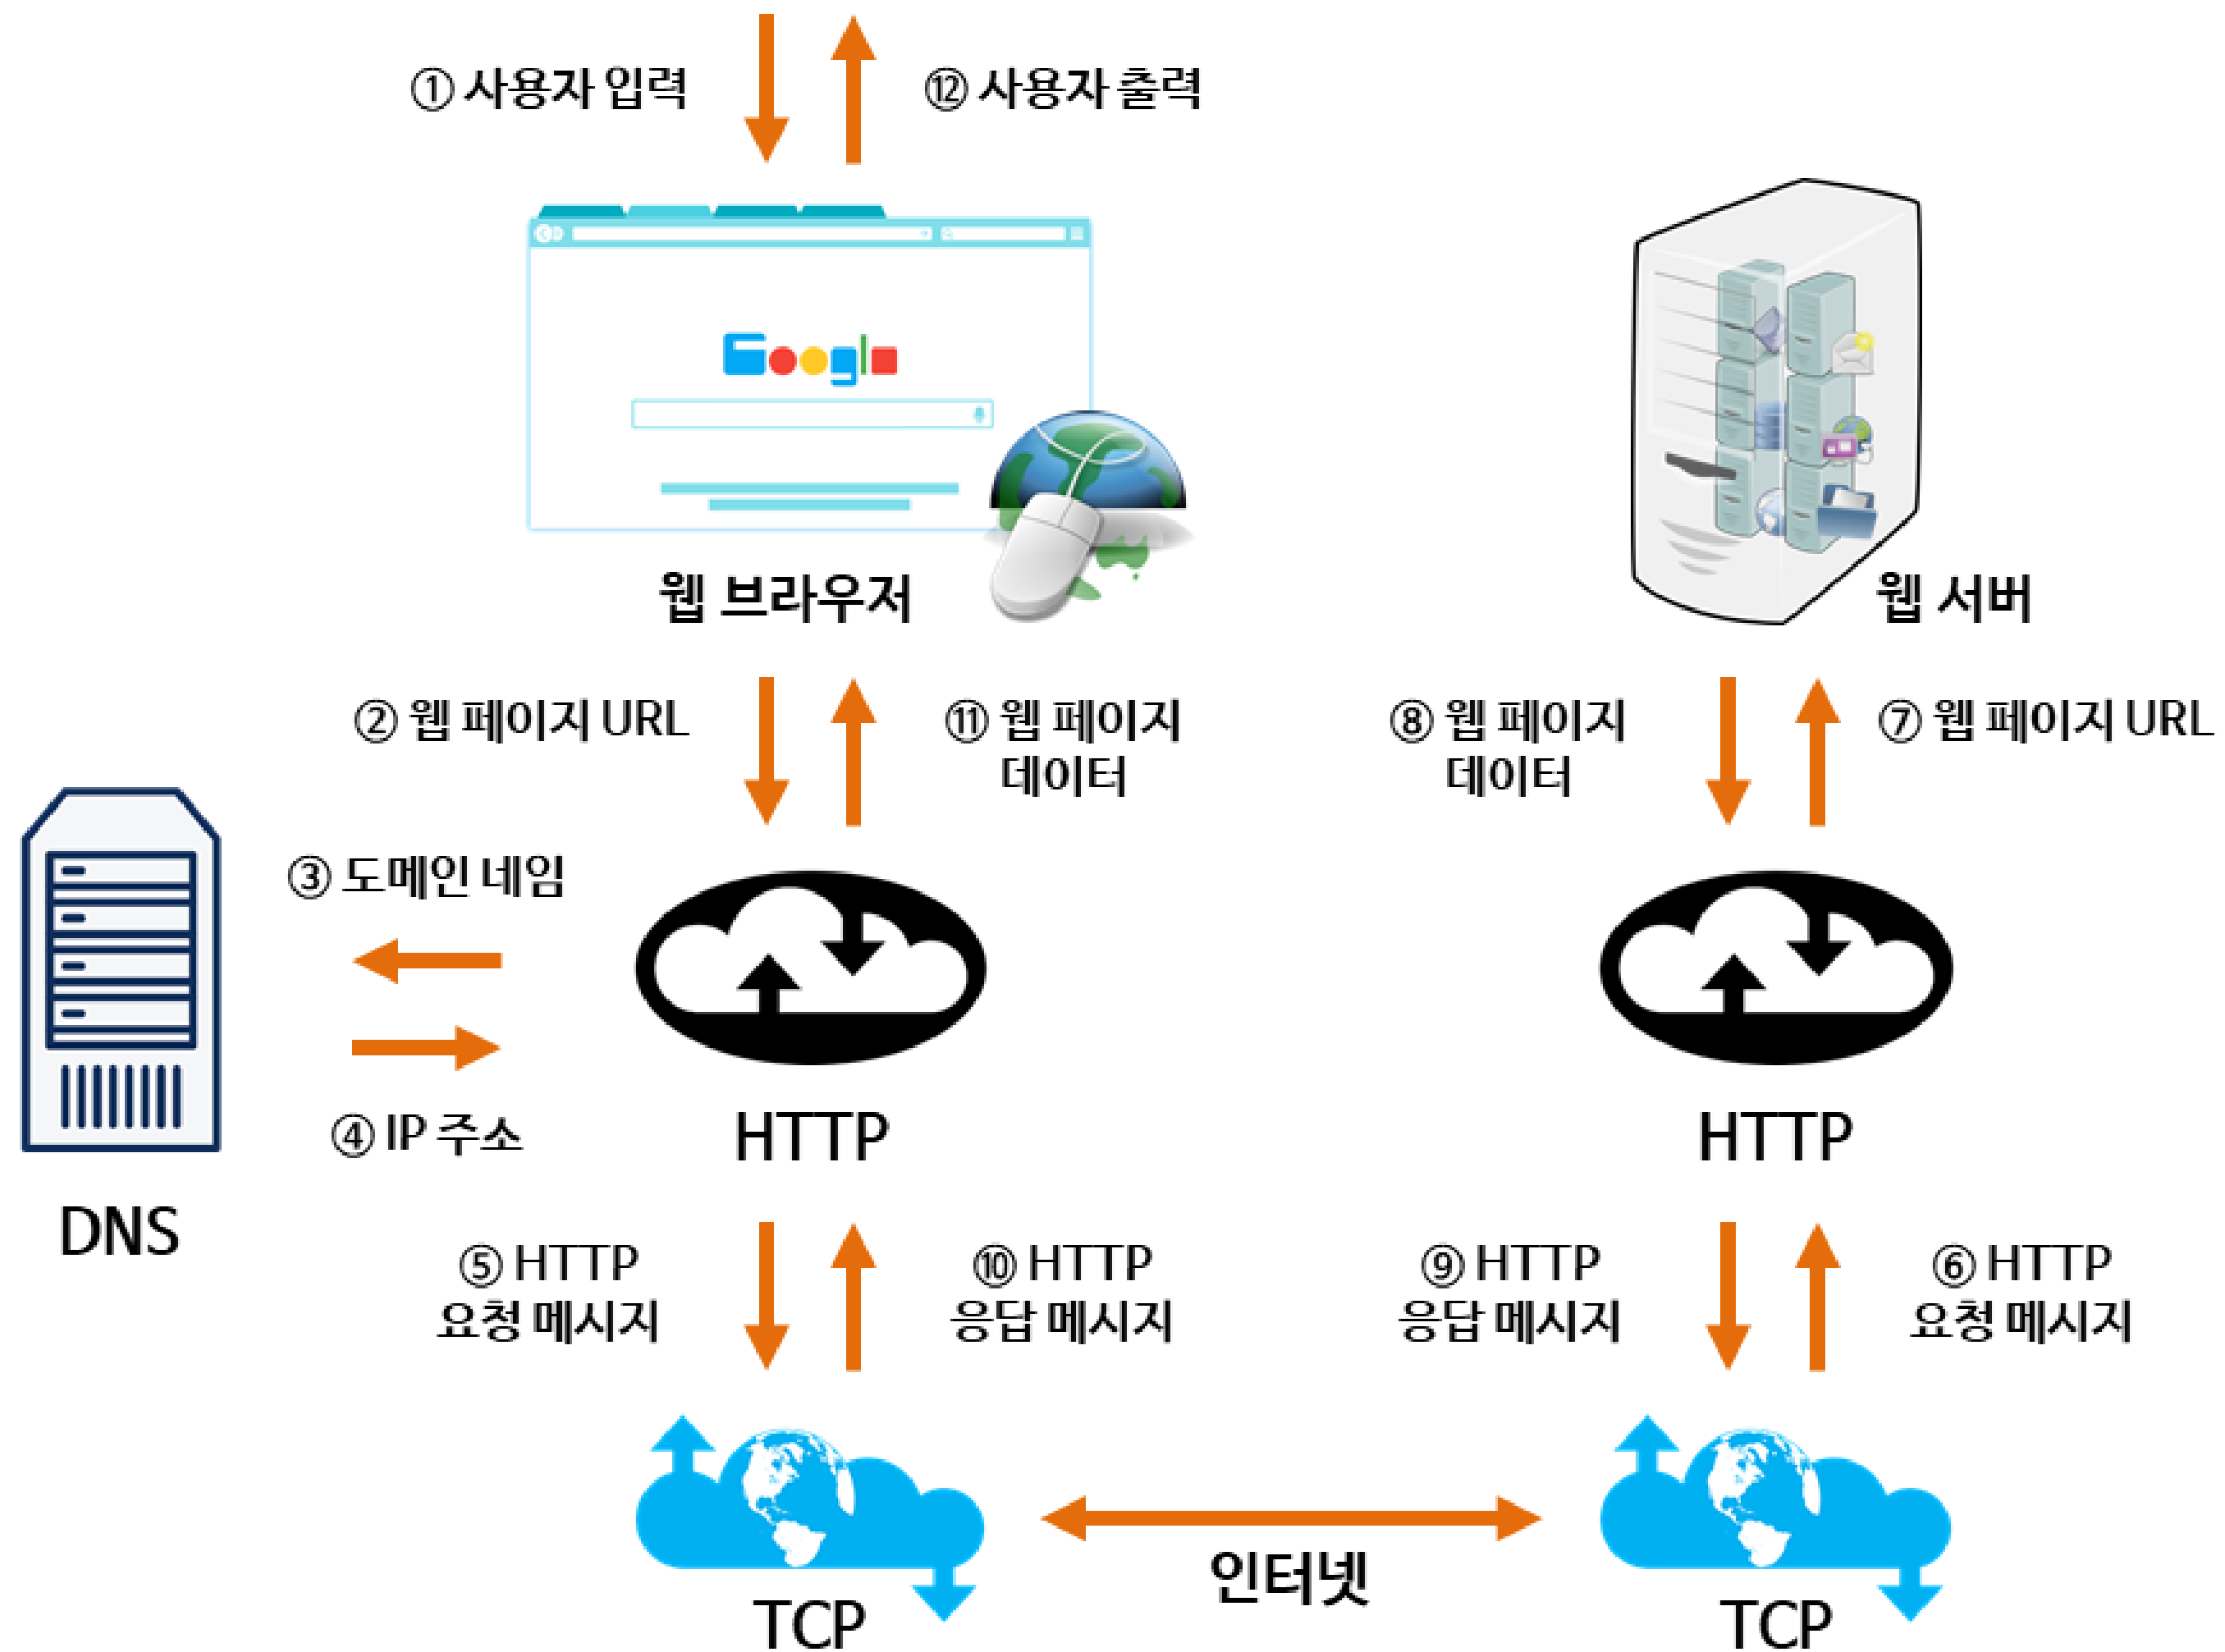 ① 사용자 입력
⑫ 사용자 출력
Google
웹 브라우저
웹 서버
② 웹 페이지 URL
⑪ 웹 페이지
데이터
⑧ 웹 페이지
데이터
⑦ 웹 페이지 URL
③ 도메인 네임
④ IP 주소
HTTP
HTTP
DNS
⑤ HTTP
요청 메시지
⑩ HTTP
응답 메시지
⑨ HTTP
응답 메시지
⑥ HTTP
요청 메시지
인터넷
TCP
TCP